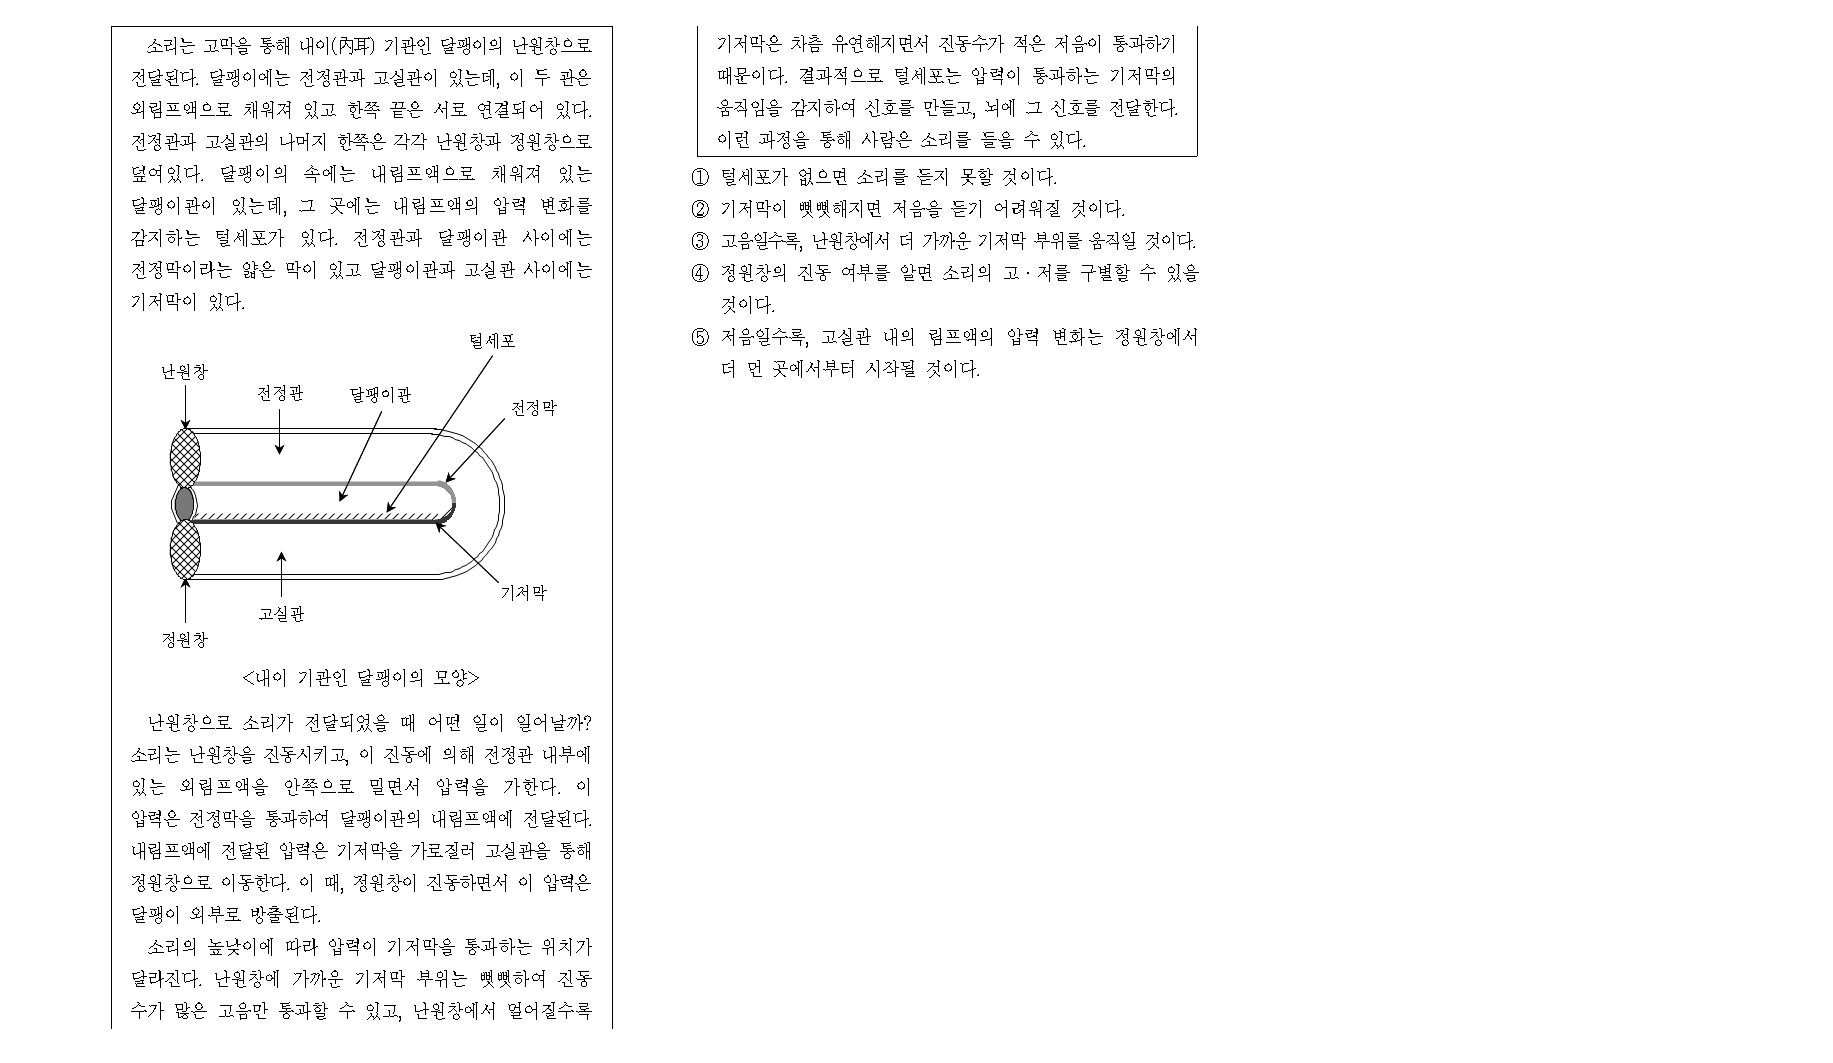 소리는 고막을 통해 내이(內耳) 기관인 달팽이의 난원창으로
전달된다. 달팽이에는 전정관과 고실관이 있는데, 이 두 관은
외림프액으로 채워져 있고 한쪽 끝은 서로 연결되어 있다.
전정관과 고실관의 나머지 한쪽은 각각 난원창과 정원창으로
덮여있다. 달팽이의 속에는 내림프액으로 채워져 있는
달팽이관이 있는데, 그 곳에는 내림프액의 압력 변화를
감지하는 털세포가 있다. 전정관과 달팽이관 사이에는
전정막이라는 얇은 막이 있고 달팽이관과 고실관 사이에는
기저막이 있다.
털세포
난원창
전정관
달팽이관
전정막
기저막
고실관
정원창
<내이 기관인 달팽이의 모양>
난원창으로 소리가 전달되었을 때 어떤 일이 일어날까?
소리는 난원창을 진동시키고, 이 진동에 의해 전정관 내부에
있는 외림프액을 안쪽으로 밀면서 압력을 가한다. 이
압력은 전정막을 통과하여 달팽이관의 내림프액에 전달된다.
내림프액에 전달된 압력은 기저막을 가로질러 고실관을 통해
정원창으로 이동한다. 이 때, 정원창이 진동하면서 이 압력은
달팽이 외부로 방출된다.
소리의 높낮이에 따라 압력이 기저막을 통과하는 위치가
달라진다. 난원창에 가까운 기저막 부위는 뻣뻣하여 진동
수가 많은 고음만 통과할 수 있고, 난원창에서 멀어질수록
기저막은 차츰 유연해지면서 진동수가 적은 저음이 통과하기
때문이다. 결과적으로 털세포는 압력이 통과하는 기저막의
움직임을 감지하여 신호를 만들고, 뇌에 그 신호를 전달한다.
이런 과정을 통해 사람은 소리를 들을 수 있다.
① 털세포가 없으면 소리를 듣지 못할 것이다.
② 기저막이 뻣뻣해지면 저음을 듣기 어려워질 것이다.
③ 고음일수록, 난원창에서 더 가까운 기저막 부위를 움직일 것이다.
④ 정원창의 진동 여부를 알면 소리의 고·저를 구별할 수 있을
것이다.
⑤ 저음일수록, 고실관 내의 림프액의 압력 변화는 정원창에서
더 먼 곳에서부터 시작될 것이다.